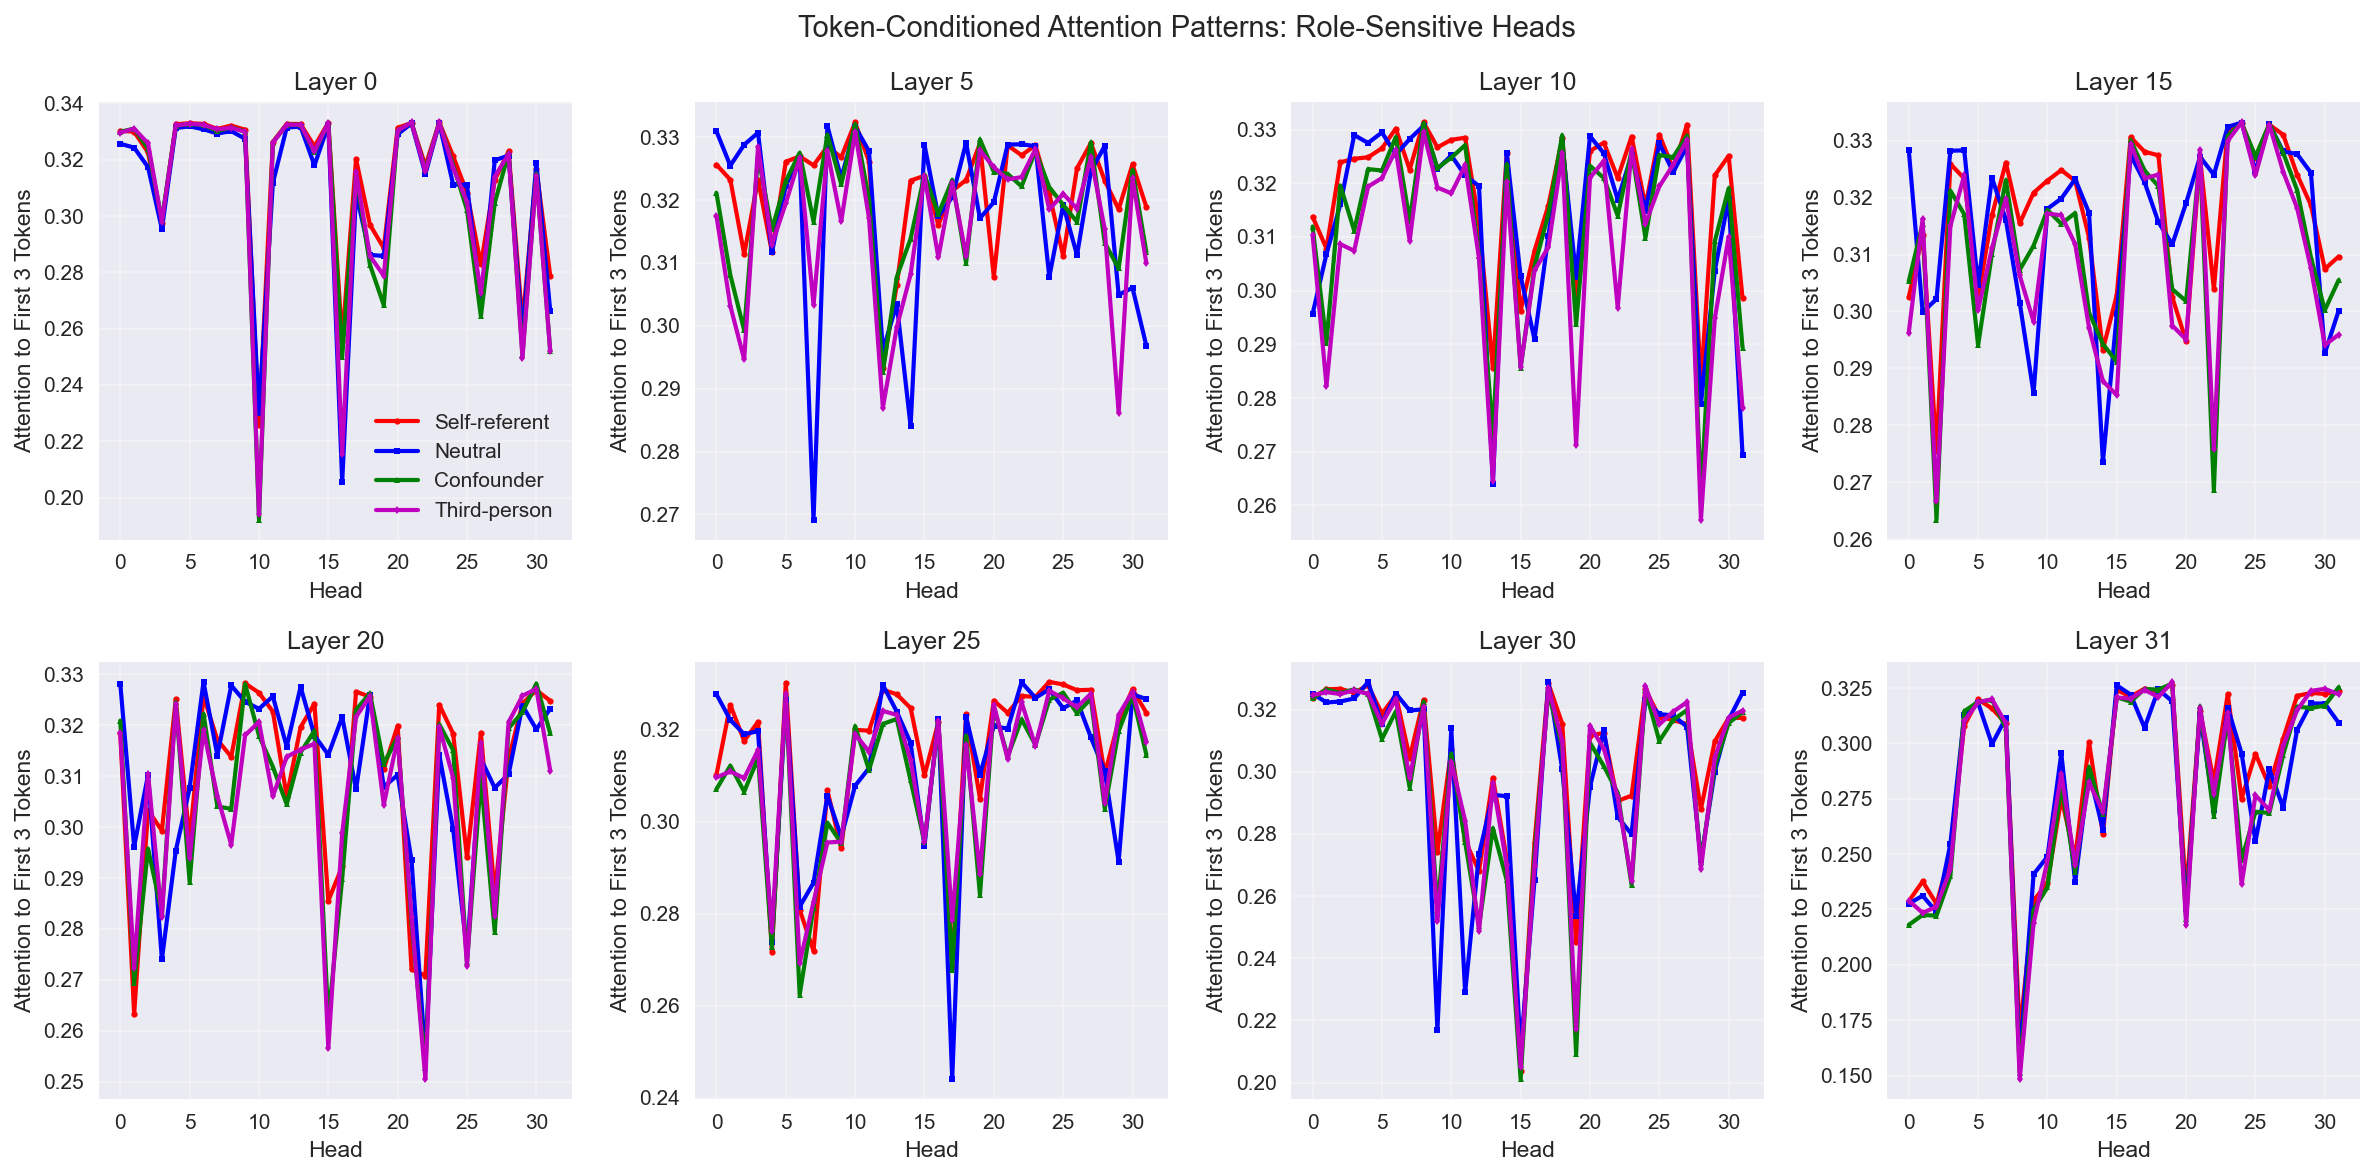 Token-Conditioned Attention Patterns: Role-Sensitive Heads
Layer 0
Attention to First 3 Tokens
0.34
0.32
0.30
0.28
0.26
0.24
0.22
0.20
Self-referent
Neutral
Confounder
Third-person
0 5 10 15 20 25 30
Head
Layer 5
Attention to First 3 Tokens
0.33
0.32
0.31
0.30
0.29
0.28
0.27
0 5 10 15 20 25 30
Head
Layer 10
Attention to First 3 Tokens
0.33
0.32
0.31
0.30
0.29
0.28
0.27
0.26
0 5 10 15 20 25 30
Head
Layer 15
Attention to First 3 Tokens
0.33
0.32
0.31
0.30
0.29
0.28
0.27
0.26
0 5 10 15 20 25 30
Head
Layer 20
Attention to First 3 Tokens
0.33
0.32
0.31
0.30
0.29
0.28
0.27
0.26
0.25
0 5 10 15 20 25 30
Head
Layer 25
Attention to First 3 Tokens
0.32
0.30
0.28
0.26
0.24
0 5 10 15 20 25 30
Head
Layer 30
Attention to First 3 Tokens
0.32
0.30
0.28
0.26
0.24
0.22
0.20
0 5 10 15 20 25 30
Head
Layer 31
Attention to First 3 Tokens
0.325
0.300
0.275
0.250
0.225
0.200
0.175
0.150
0 5 10 15 20 25 30
Head